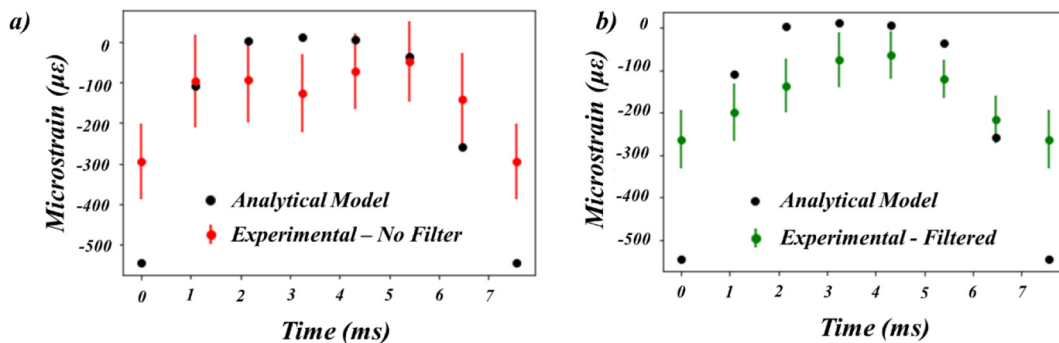 a)
Microstrain (με)
0
-100
-200
-300
-400
-500
Analytical Model
Experimental – No Filter
0 1 2 3 4 5 6 7
Time (ms)
b)
Microstrain (με)
0
-100
-200
-300
-400
-500
Analytical Model
Experimental - Filtered
0 1 2 3 4 5 6 7
Time (ms)